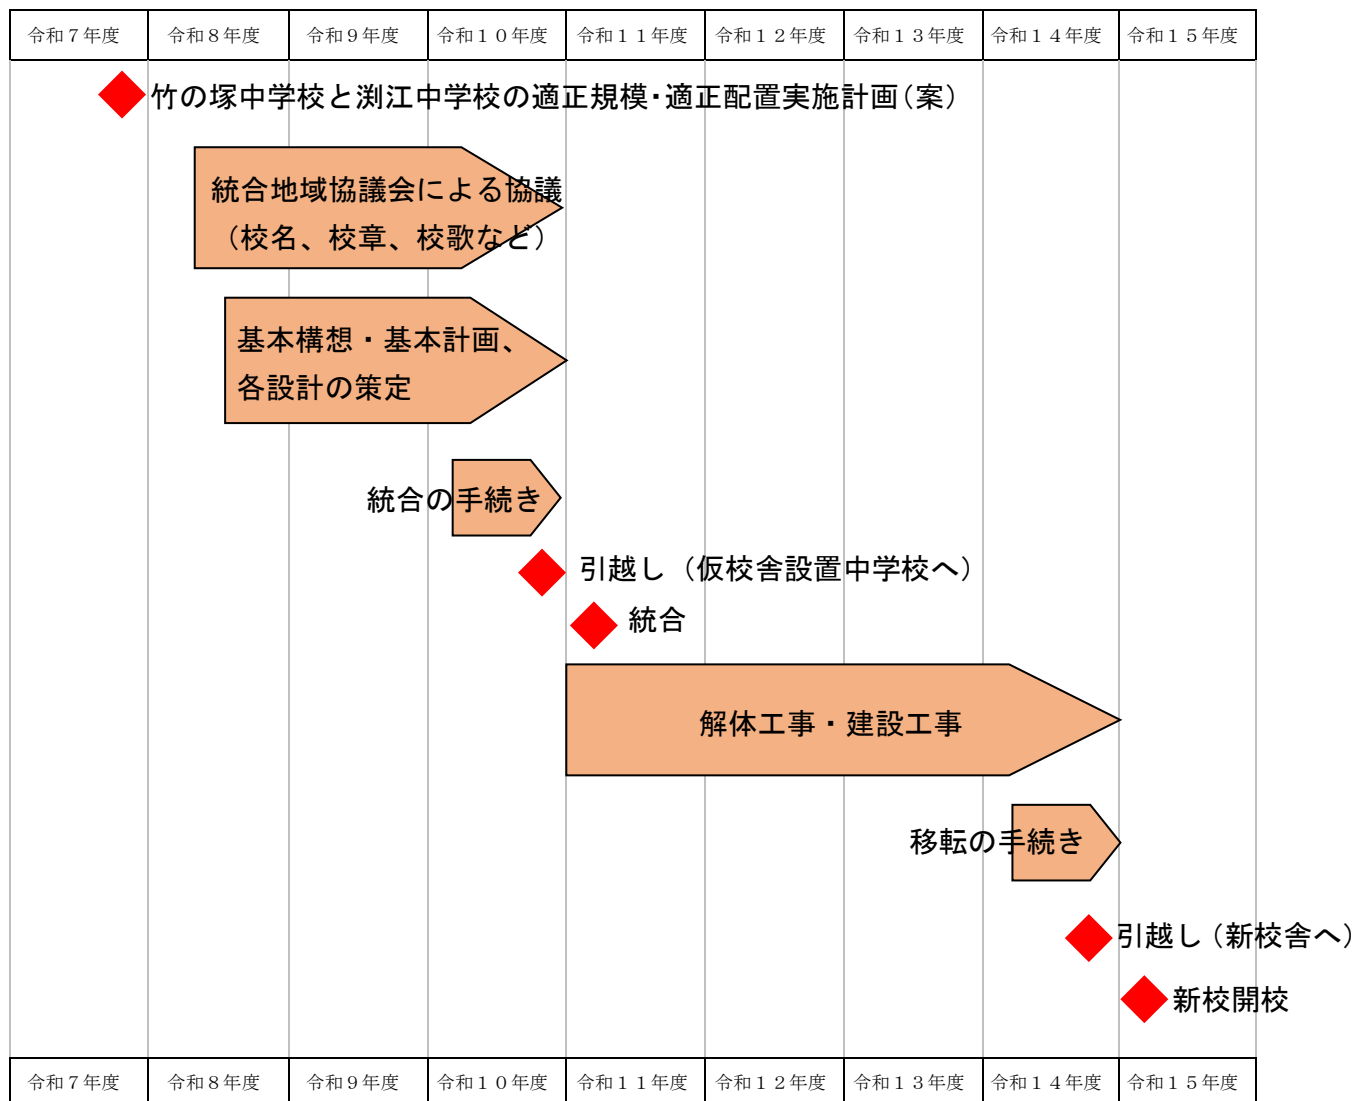 令和７年度 令和８年度 令和９年度 令和１０年度 令和１１年度 令和１２年度 令和１３年度 令和１４年度 令和１５年度
竹の塚中学校と渕江中学校の適正規模・適正配置実施計画（案）
統合地域協議会による協議
（校名、校章、校歌など）
基本構想・基本計画、
各設計の策定
統合の手続き
引越し（仮校舎設置中学校へ）
統合
解体工事・建設工事
移転の手続き
引越し（新校舎へ）
新校開校
令和７年度 令和８年度 令和９年度 令和１０年度 令和１１年度 令和１２年度 令和１３年度 令和１４年度 令和１５年度